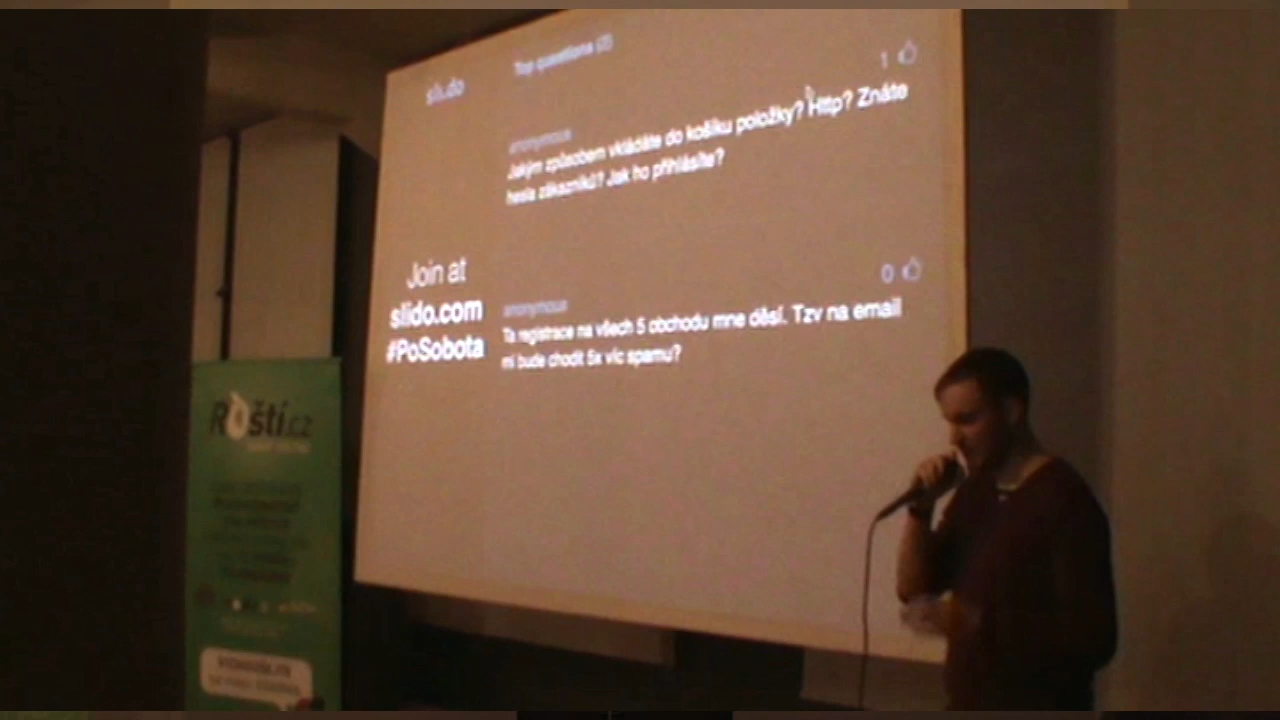 sli.do
Top questions (2)
1
anonymous
Jakým způsobem vkládáte do košíku položky? Http? Znáte
hesla zákazníků? Jak ho přihlásíte?
Join at
slido.com
#PoSobota
0
anonymous
Ta registrace na všech 5 obchodu mne děsí. Tzv na email
mi bude chodit 5x víc spamu?
Rošti.cz